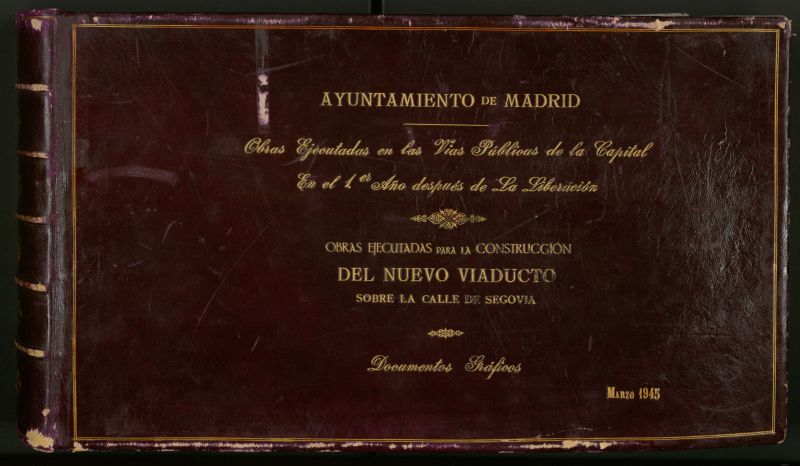 AYUNTAMIENTO DE MADRID
Obras Ejecutadas en las Vías Públicas de la Capital
En el 1.er Año después de La Liberación
OBRAS EJECUTADAS PARA LA CONSTRUCCIÓN
DEL NUEVO VIADUCTO
SOBRE LA CALLE DE SEGOVIA
Documentos Gráficos
MARZO 1945